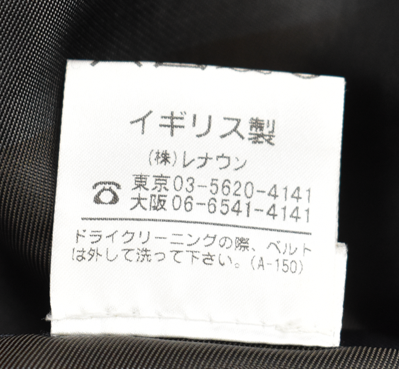 イギリス製
(株)レナウン
☎ 東京03-5620-4141
大阪06-6541-4141
ドライクリーニングの際、ベルト
は外して洗って下さい。(A-150)